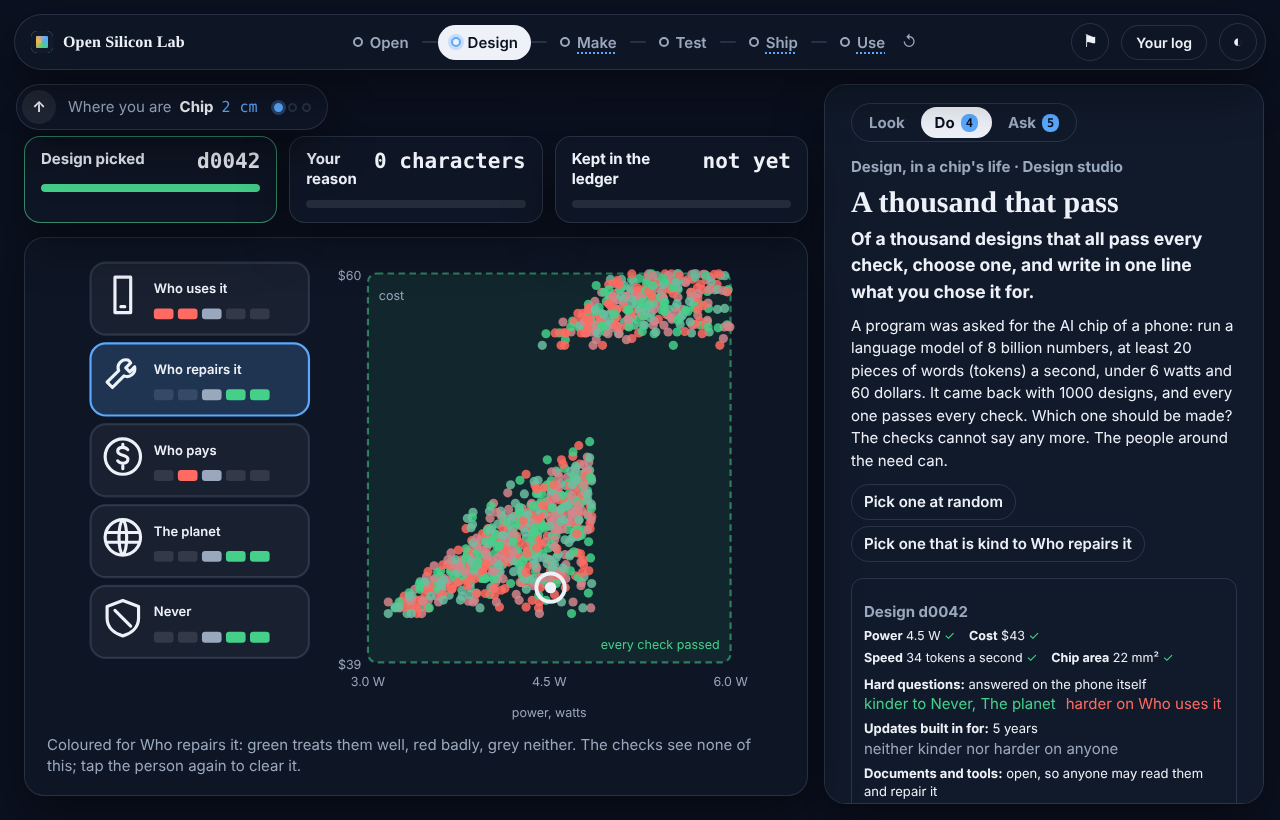 Open Silicon Lab
Open
Design
Make
Test
Ship
Use
Your log
Where you are Chip 2 cm
Design picked d0042
Your reason 0 characters
Kept in the ledger not yet
Who uses it
Who repairs it
Who pays
The planet
Never
$60
cost
every check passed
$39
3.0 W 4.5 W 6.0 W
power, watts
Coloured for Who repairs it: green treats them well, red badly, grey neither. The checks see none of
this; tap the person again to clear it.
Look Do 4 Ask 5
Design, in a chip's life · Design studio
A thousand that pass
Of a thousand designs that all pass every
check, choose one, and write in one line
what you chose it for.
A program was asked for the AI chip of a phone: run a
language model of 8 billion numbers, at least 20
pieces of words (tokens) a second, under 6 watts and
60 dollars. It came back with 1000 designs, and every
one passes every check. Which one should be made?
The checks cannot say any more. The people around
the need can.
Pick one at random
Pick one that is kind to Who repairs it
Design d0042
Power 4.5 W ✓ Cost $43 ✓
Speed 34 tokens a second ✓ Chip area 22 mm² ✓
Hard questions: answered on the phone itself
kinder to Never, The planet harder on Who uses it
Updates built in for: 5 years
neither kinder nor harder on anyone
Documents and tools: open, so anyone may read them
and repair it